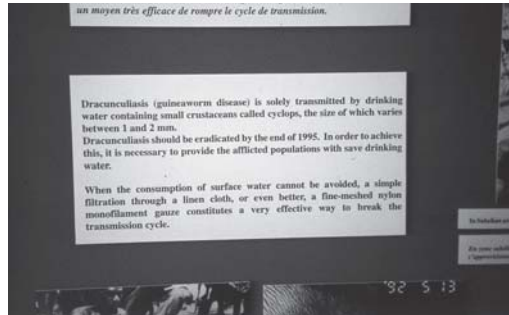 un moyen très efficace de rompre le cycle de transmission.
Dracunculiasis (guineaworm disease) is solely transmitted by drinking
water containing small crustaceans called cyclops, the size of which varies
between 1 and 2 mm.
Dracunculiasis should be eradicated by the end of 1995. In order to achieve
this, it is necessary to provide the afflicted populations with save drinking
water.
When the consumption of surface water cannot be avoided, a simple
filtration through a linen cloth, or even better, a fine-meshed nylon
monofilament gauze constitutes a very effective way to break the
transmission cycle.
'92 5 13